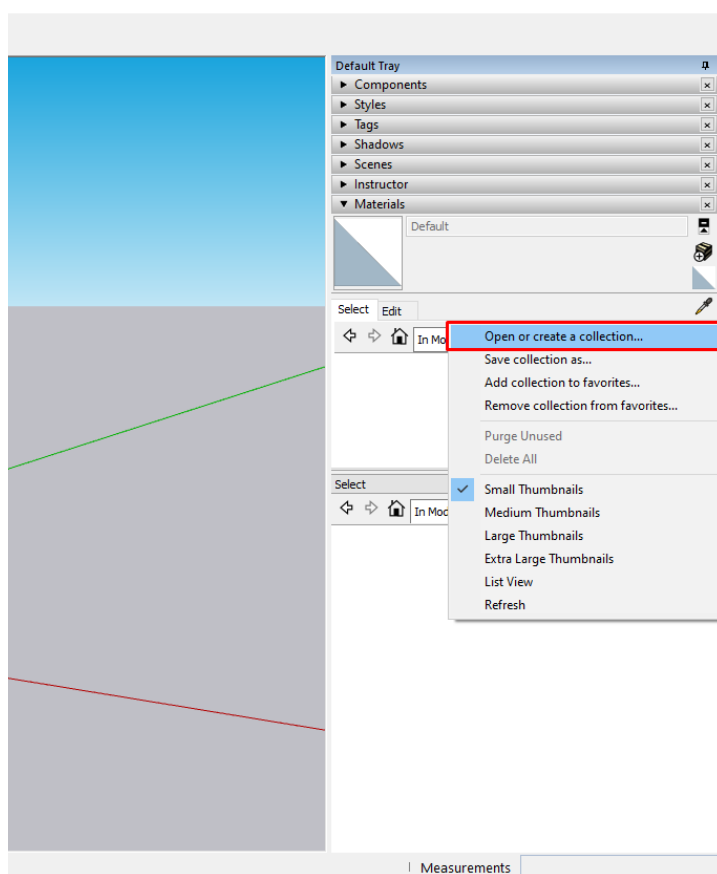 Default Tray
Components
Styles
Tags
Shadows
Scenes
Instructor
Materials
Default
Select Edit
In Mo
Open or create a collection...
Save collection as...
Add collection to favorites...
Remove collection from favorites...
Purge Unused
Delete All
Select
In Moc
Small Thumbnails
Medium Thumbnails
Large Thumbnails
Extra Large Thumbnails
List View
Refresh
Measurements